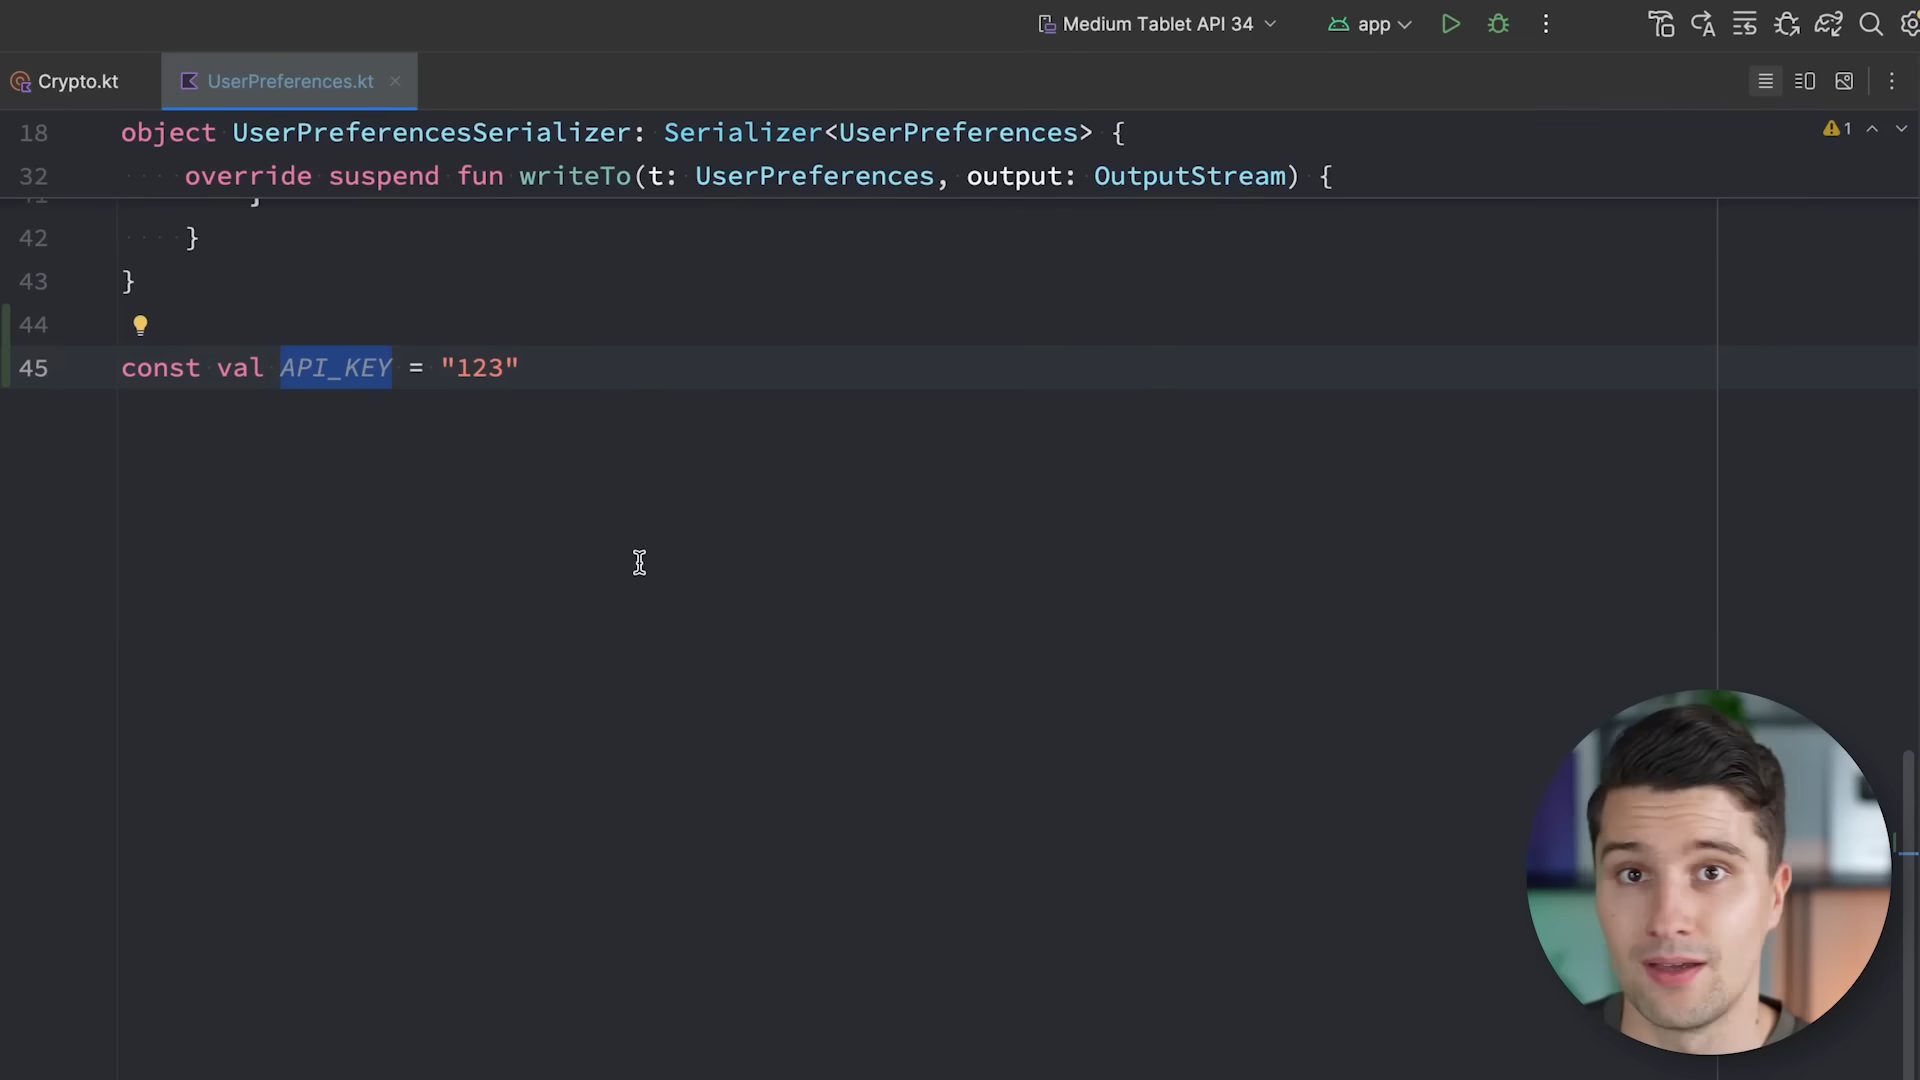 Medium Tablet API 34
app
Crypto.kt
UserPreferences.kt
18 object UserPreferencesSerializer: Serializer<UserPreferences> {
1
32 override suspend fun writeTo(t: UserPreferences, output: OutputStream) {
41 }
42 }
43 }
44
45 const val API_KEY = "123"